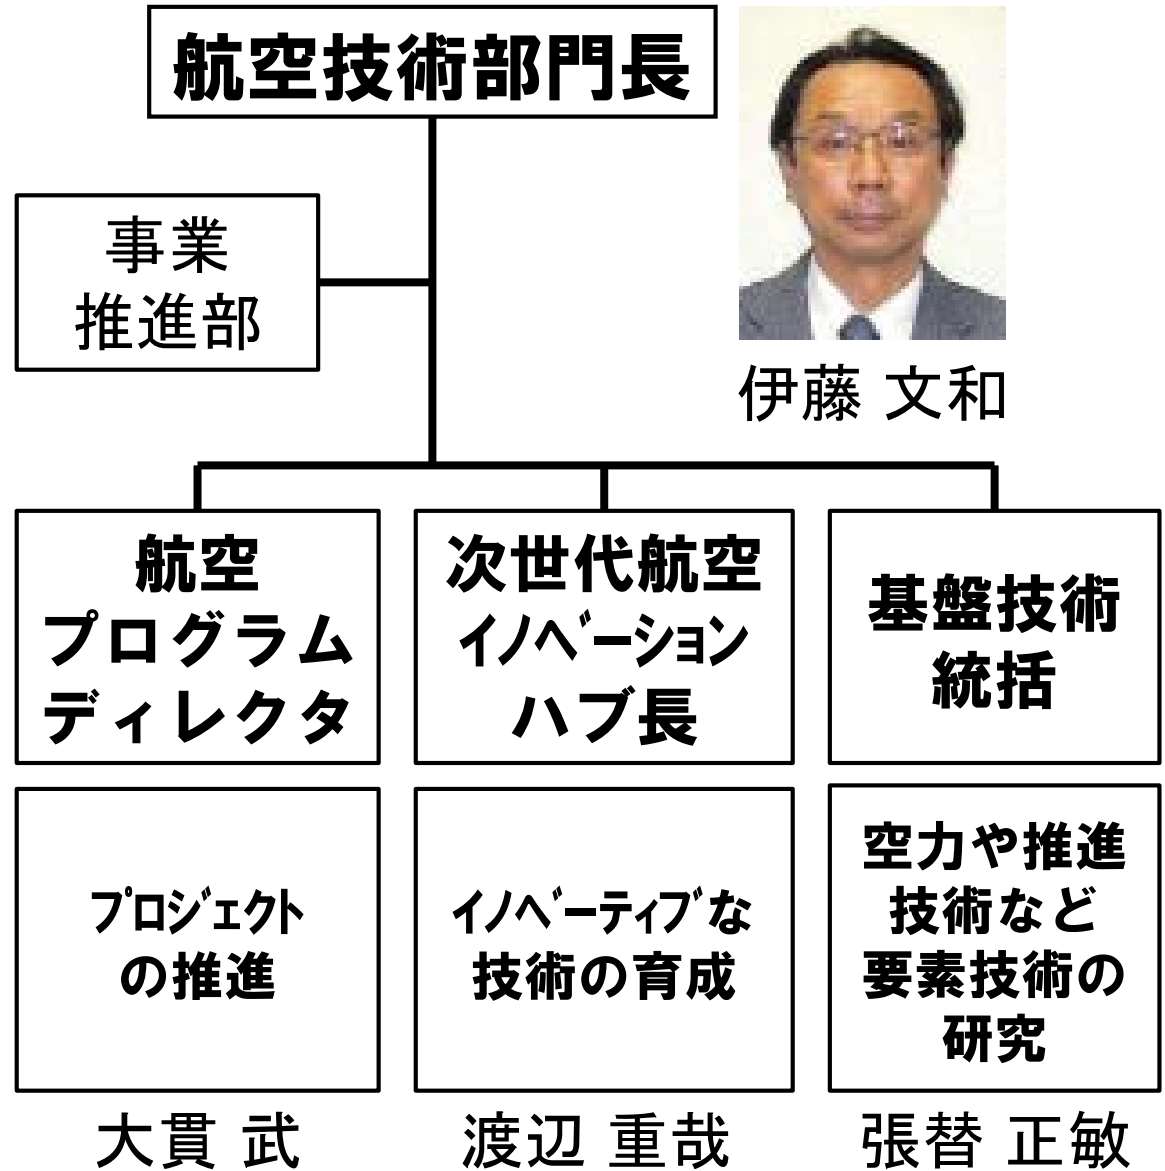 航空技術部門長
事業
推進部
伊藤 文和
航空
プログラム
ディレクタ
次世代航空
イノベーション
ハブ長
基盤技術
統括
プロジェクト
の推進
イノベーティブな
技術の育成
空力や推進
技術など
要素技術の
研究
大貫 武
渡辺 重哉
張替 正敏